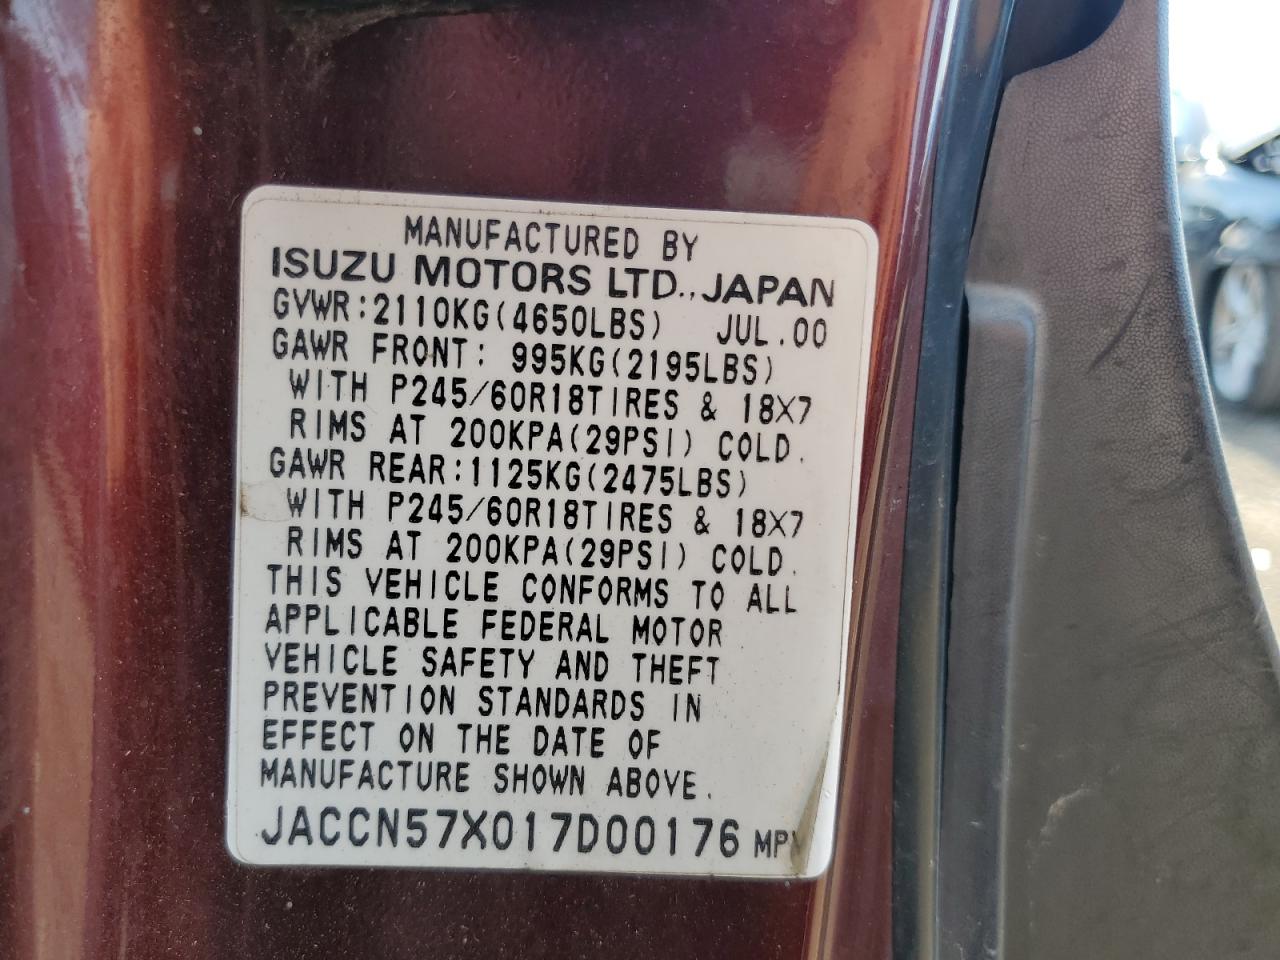 MANUFACTURED BY
ISUZU MOTORS LTD., JAPAN
GVWR:2110KG(4650LBS) JUL.00
GAWR FRONT: 995KG(2195LBS)
WITH P245/60R18TIRES & 18X7
RIMS AT 200KPA(29PSI) COLD.
GAWR REAR:1125KG(2475LBS)
WITH P245/60R18TIRES & 18X7
RIMS AT 200KPA(29PSI) COLD.
THIS VEHICLE CONFORMS TO ALL
APPLICABLE FEDERAL MOTOR
VEHICLE SAFETY AND THEFT
PREVENTION STANDARDS IN
EFFECT ON THE DATE OF
MANUFACTURE SHOWN ABOVE.
JACCN57X017D00176 MPV